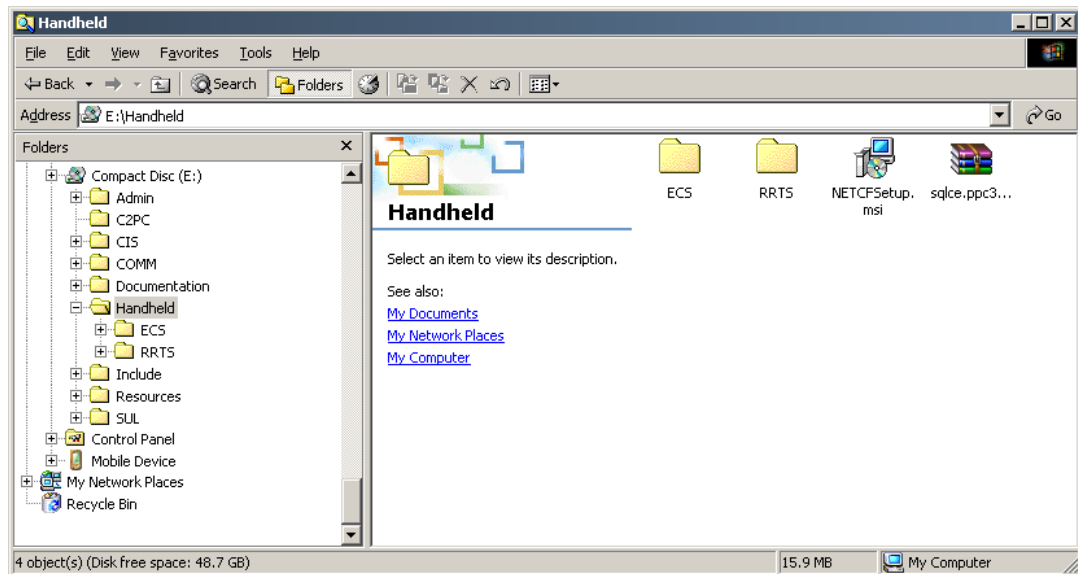 Handheld
File Edit View Favorites Tools Help
Back Search Folders
Address E:\Handheld Go
Folders
Compact Disc (E:)
Admin
C2PC
CIS
COMM
Documentation
Handheld
ECS
RRTS
Include
Resources
SUL
Control Panel
Mobile Device
My Network Places
Recycle Bin
Handheld
Select an item to view its description.
See also:
My Documents
My Network Places
My Computer
ECS
RRTS
NETCFSetup.
msi
sqlce.ppc3...
4 object(s) (Disk free space: 48.7 GB) 15.9 MB My Computer